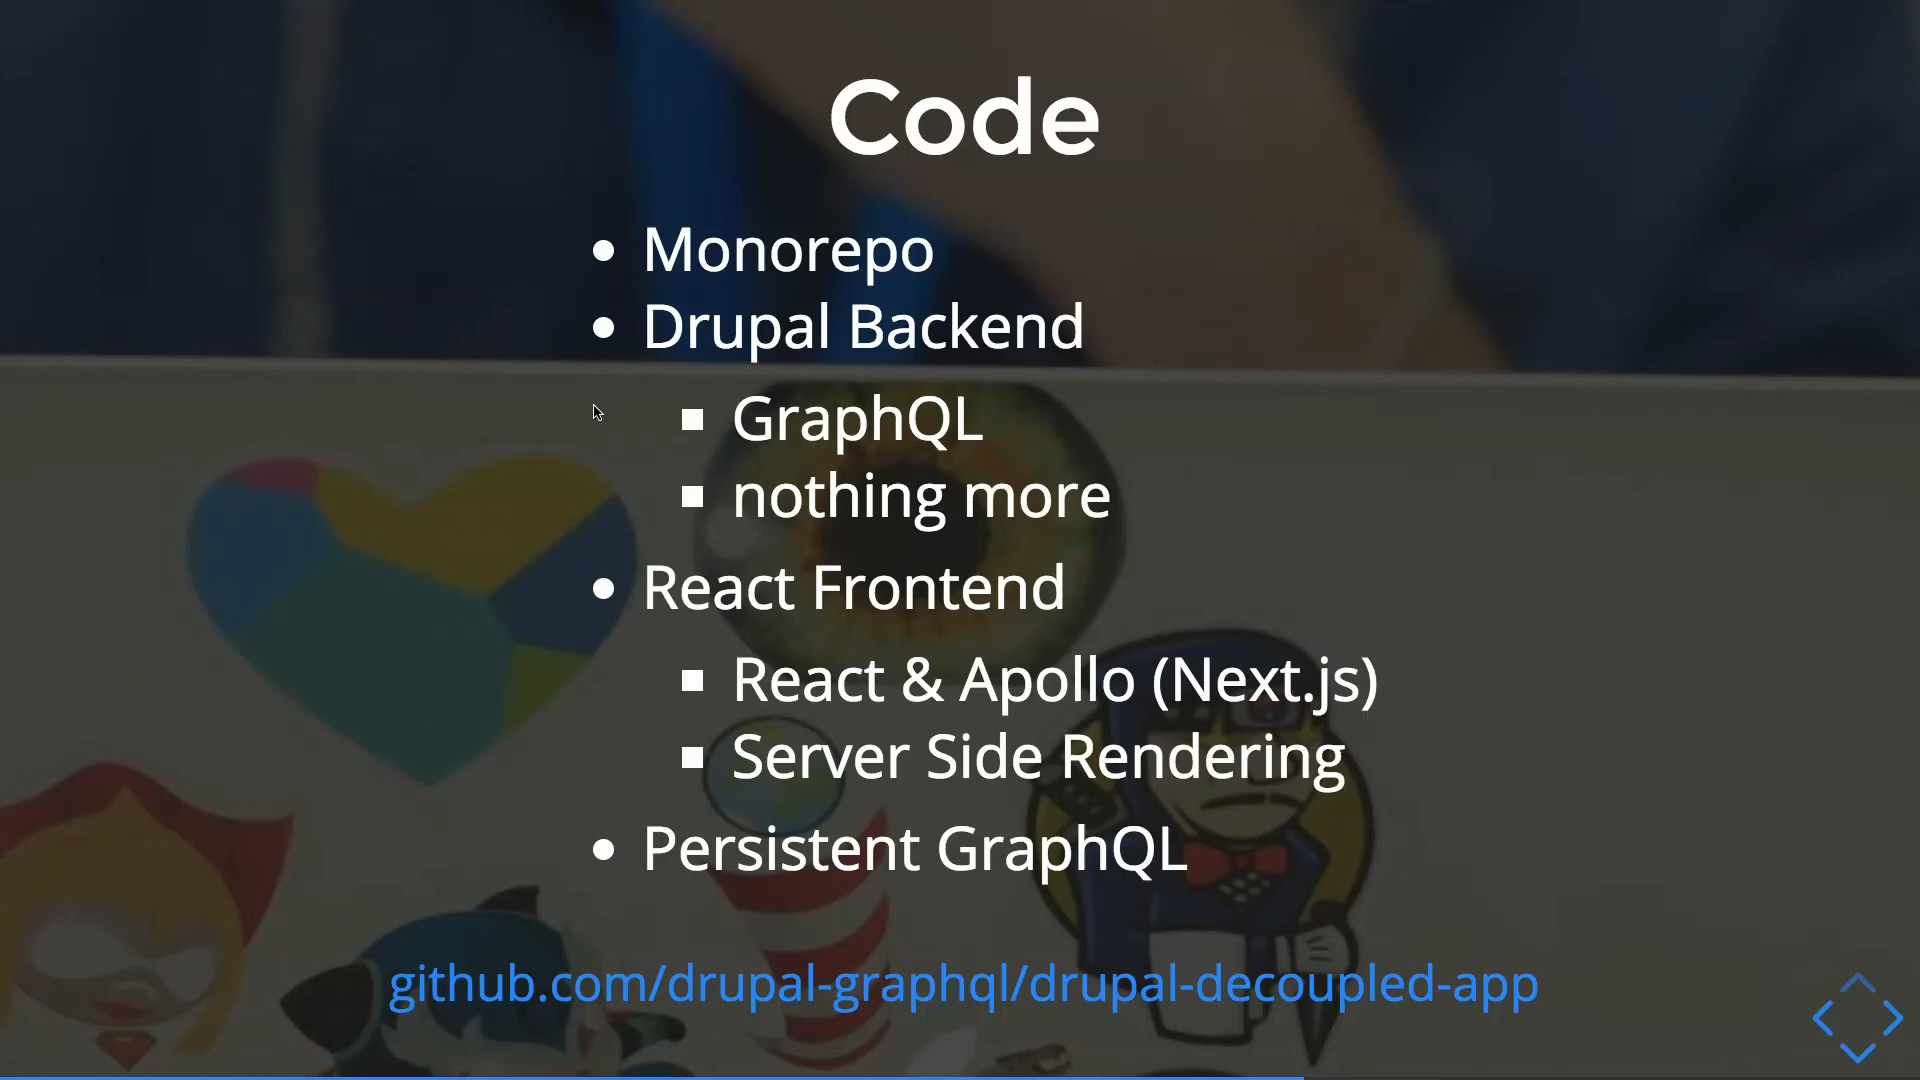 Code
Monorepo
Drupal Backend
GraphQL
nothing more
React Frontend
React & Apollo (Next.js)
Server Side Rendering
Persistent GraphQL
github.com/drupal-graphql/drupal-decoupled-app